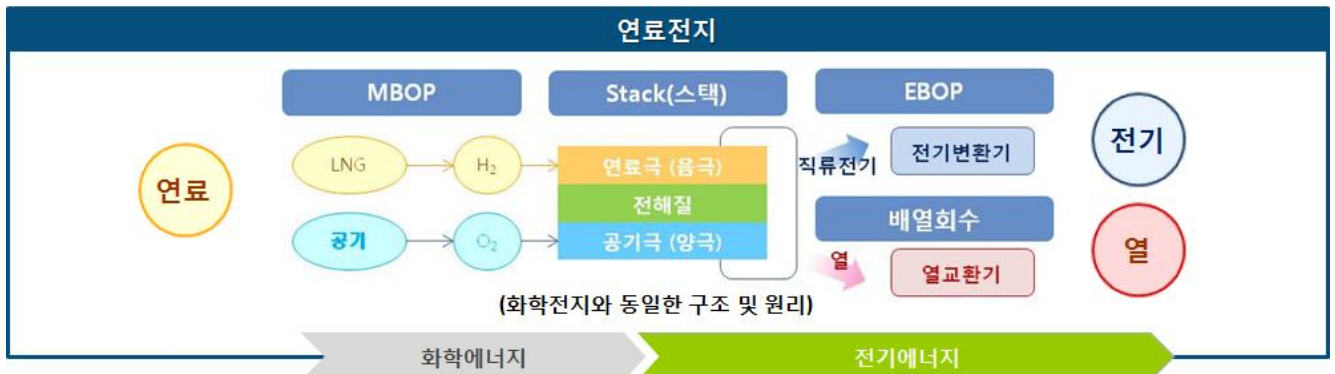 연료전지
MBOP
Stack(스택)
EBOP
연료
LNG
H₂
공기
O₂
연료극 (음극)
전해질
공기극 (양극)
직류전기
전기변환기
배열회수
열
열교환기
전기
열
(화학전지와 동일한 구조 및 원리)
화학에너지
전기에너지